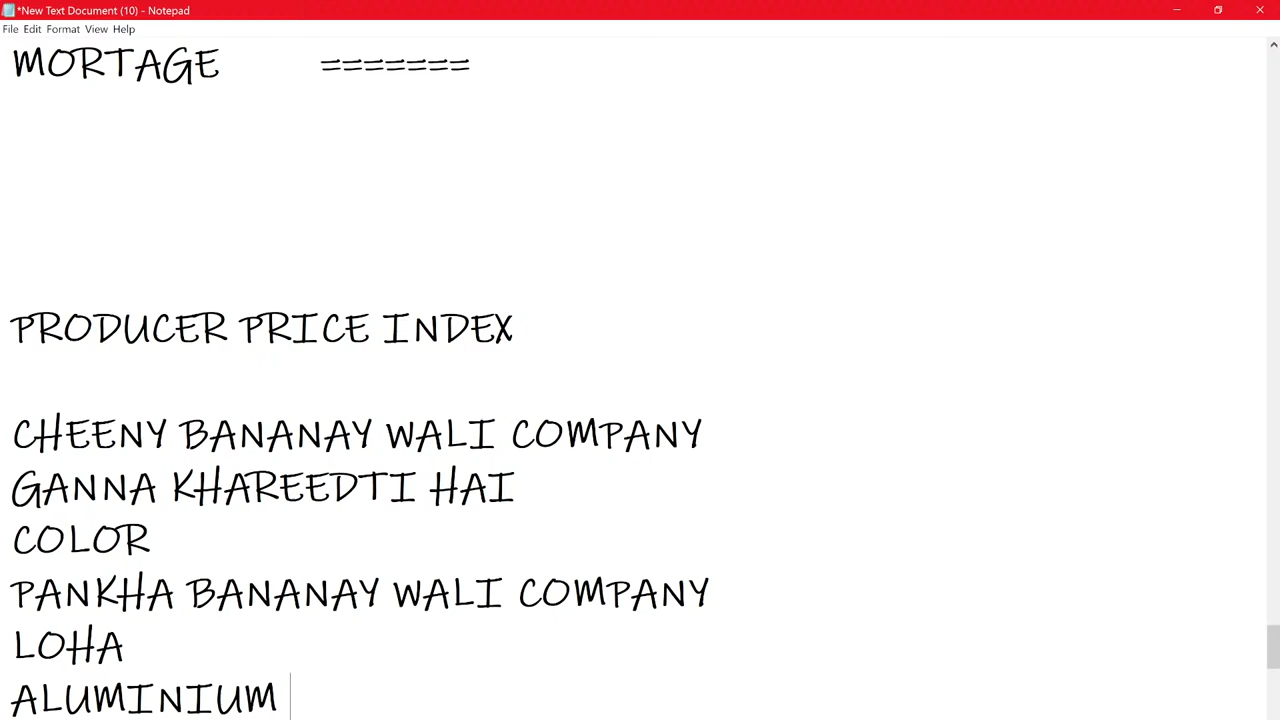 *New Text Document (10) - Notepad
File Edit Format View Help
MORTAGE =======
PRODUCER PRICE INDEX
CHEENY BANANAY WALI COMPANY
GANNA KHAREEDTI HAI
COLOR
PANKHA BANANAY WALI COMPANY
LOHA
ALUMINIUM